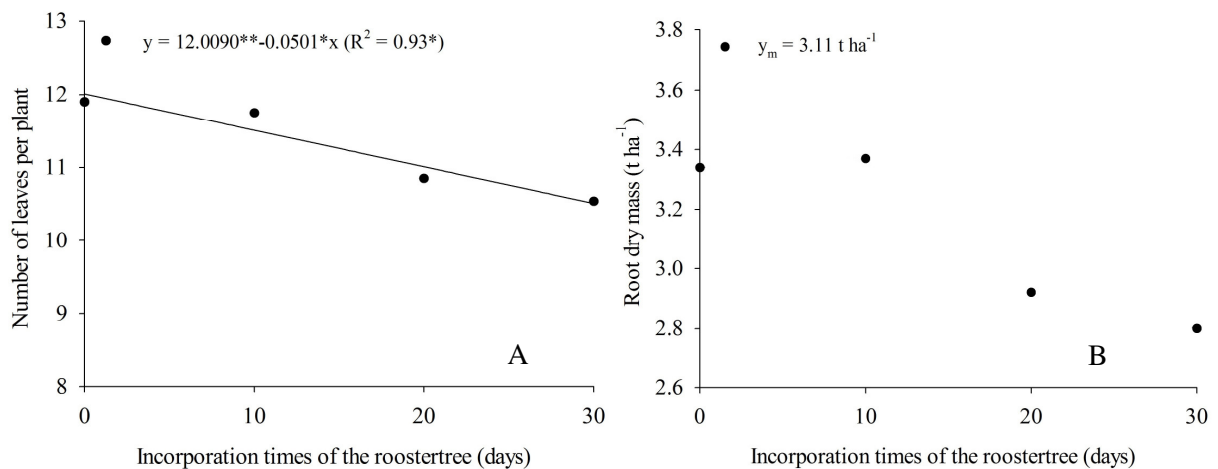 13
y = 12.0090**-0.0501*x (R² = 0.93*)
12
11
10
9
8
Number of leaves per plant
A
0
10
20
30
Incorporation times of the roostertree (days)
3.8
yₘ = 3.11 t ha⁻¹
3.6
3.4
3.2
3.0
2.8
2.6
Root dry mass (t ha⁻¹)
B
0
10
20
30
Incorporation times of the roostertree (days)